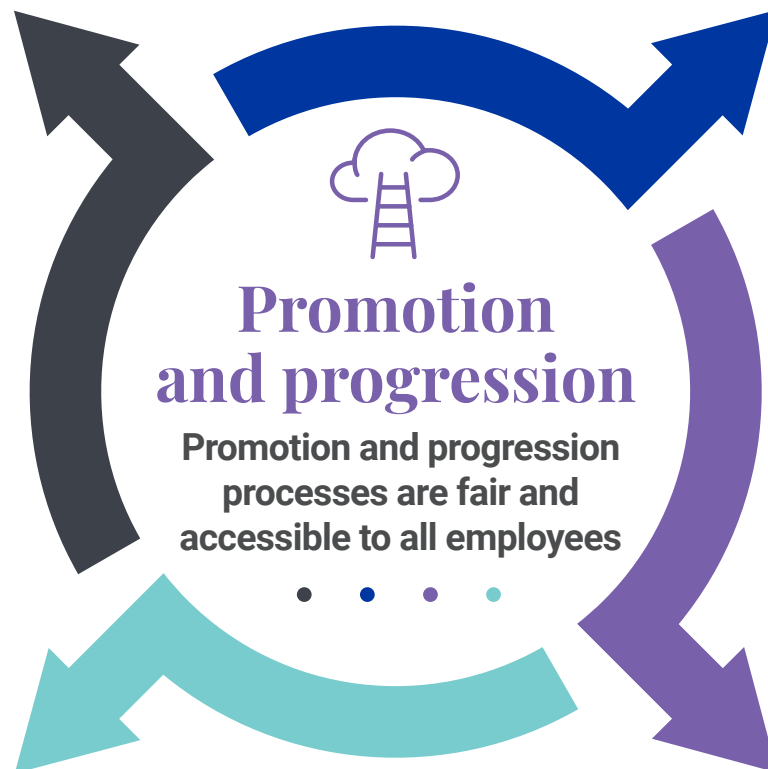 Promotion
and progression
Promotion and progression
processes are fair and
accessible to all employees